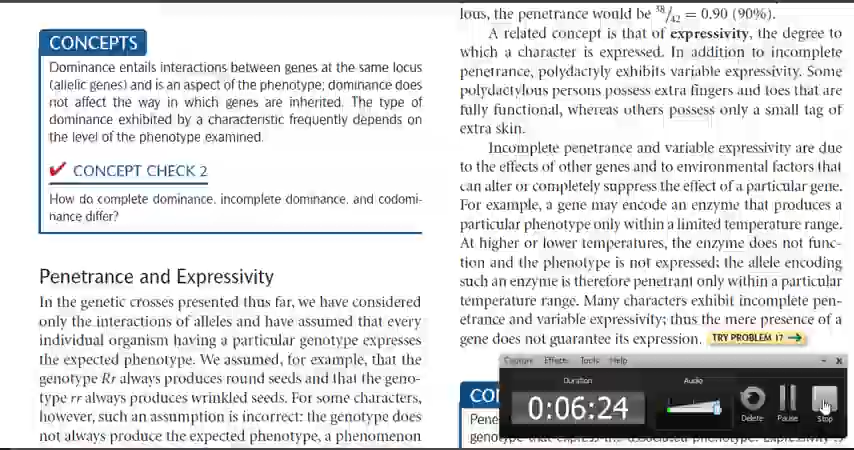 CONCEPTS
Dominance entails interactions between genes at the same locus
(allelic genes) and is an aspect of the phenotype; dominance does
not affect the way in which genes are inherited. The type of
dominance exhibited by a characteristic frequently depends on
the level of the phenotype examined.
✔ CONCEPT CHECK 2
How do complete dominance, incomplete dominance, and codomi-
nance differ?
Penetrance and Expressivity
In the genetic crosses presented thus far, we have considered
only the interactions of alleles and have assumed that every
individual organism having a particular genotype expresses
the expected phenotype. We assumed, for example, that the
genotype Rr always produces round seeds and that the geno-
type rr always produces wrinkled seeds. For some characters,
however, such an assumption is incorrect: the genotype does
not always produce the expected phenotype, a phenomenon
lous, the penetrance would be 38/42 = 0.90 (90%).
A related concept is that of expressivity, the degree to
which a character is expressed. In addition to incomplete
penetrance, polydactyly exhibits variable expressivity. Some
polydactylous persons possess extra fingers and toes that are
fully functional, whereas others possess only a small tag of
extra skin.
Incomplete penetrance and variable expressivity are due
to the effects of other genes and to environmental factors that
can alter or completely suppress the effect of a particular gene.
For example, a gene may encode an enzyme that produces a
particular phenotype only within a limited temperature range.
At higher or lower temperatures, the enzyme does not func-
tion and the phenotype is not expressed; the allele encoding
such an enzyme is therefore penetrant only within a particular
temperature range. Many characters exhibit incomplete pen-
etrance and variable expressivity; thus the mere presence of a
gene does not guarantee its expression. TRY PROBLEM 17 →
CO
Pene
Capture Effects Tools Help
Duration
0:06:24
Audio
Delete
Pause
Stop